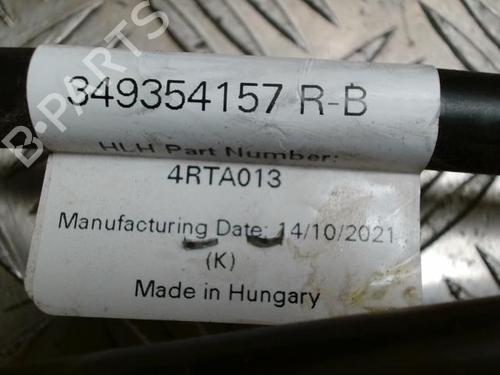 B-PARTS
349354157 R-B
HLH Part Number:
4RTA013
Manufacturing Date: 14/10/2021
(K)
Made in Hungary